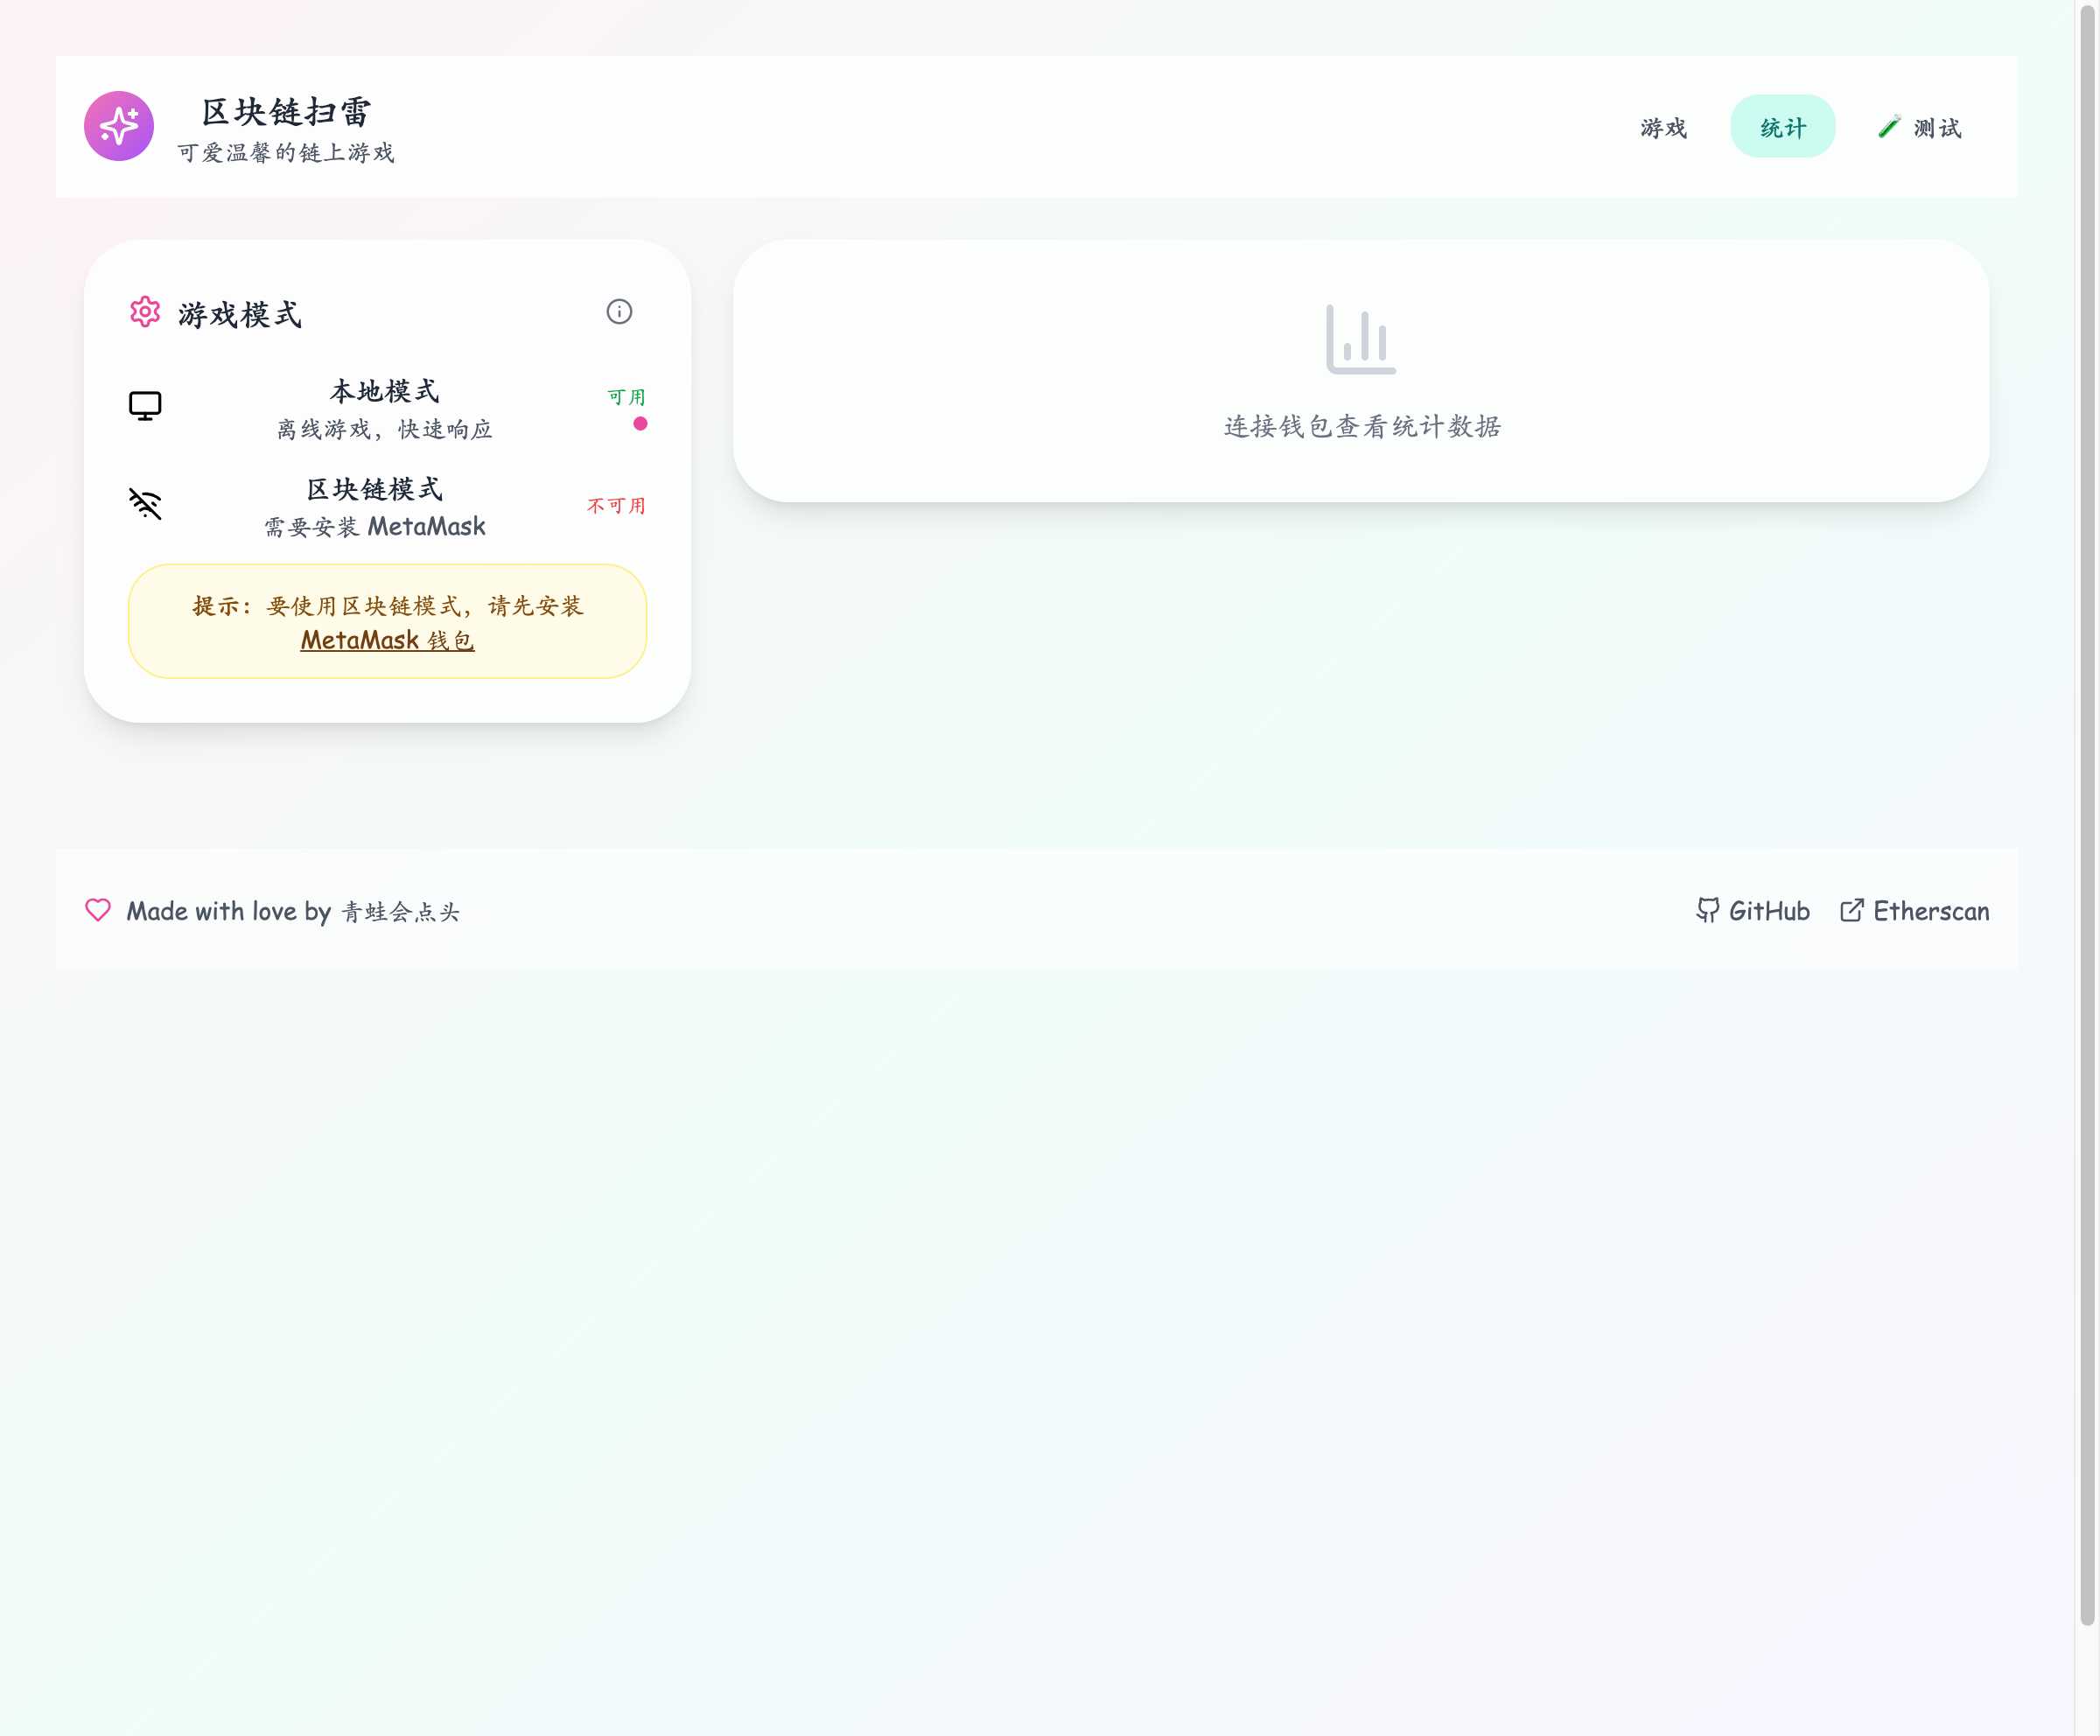 区块链扫雷
可爱温馨的链上游戏
游戏
统计
测试
游戏模式
本地模式
离线游戏，快速响应
可用
区块链模式
需要安装 MetaMask
不可用
提示：要使用区块链模式，请先安装
MetaMask 钱包
连接钱包查看统计数据
Made with love by 青蛙会点头
GitHub
Etherscan